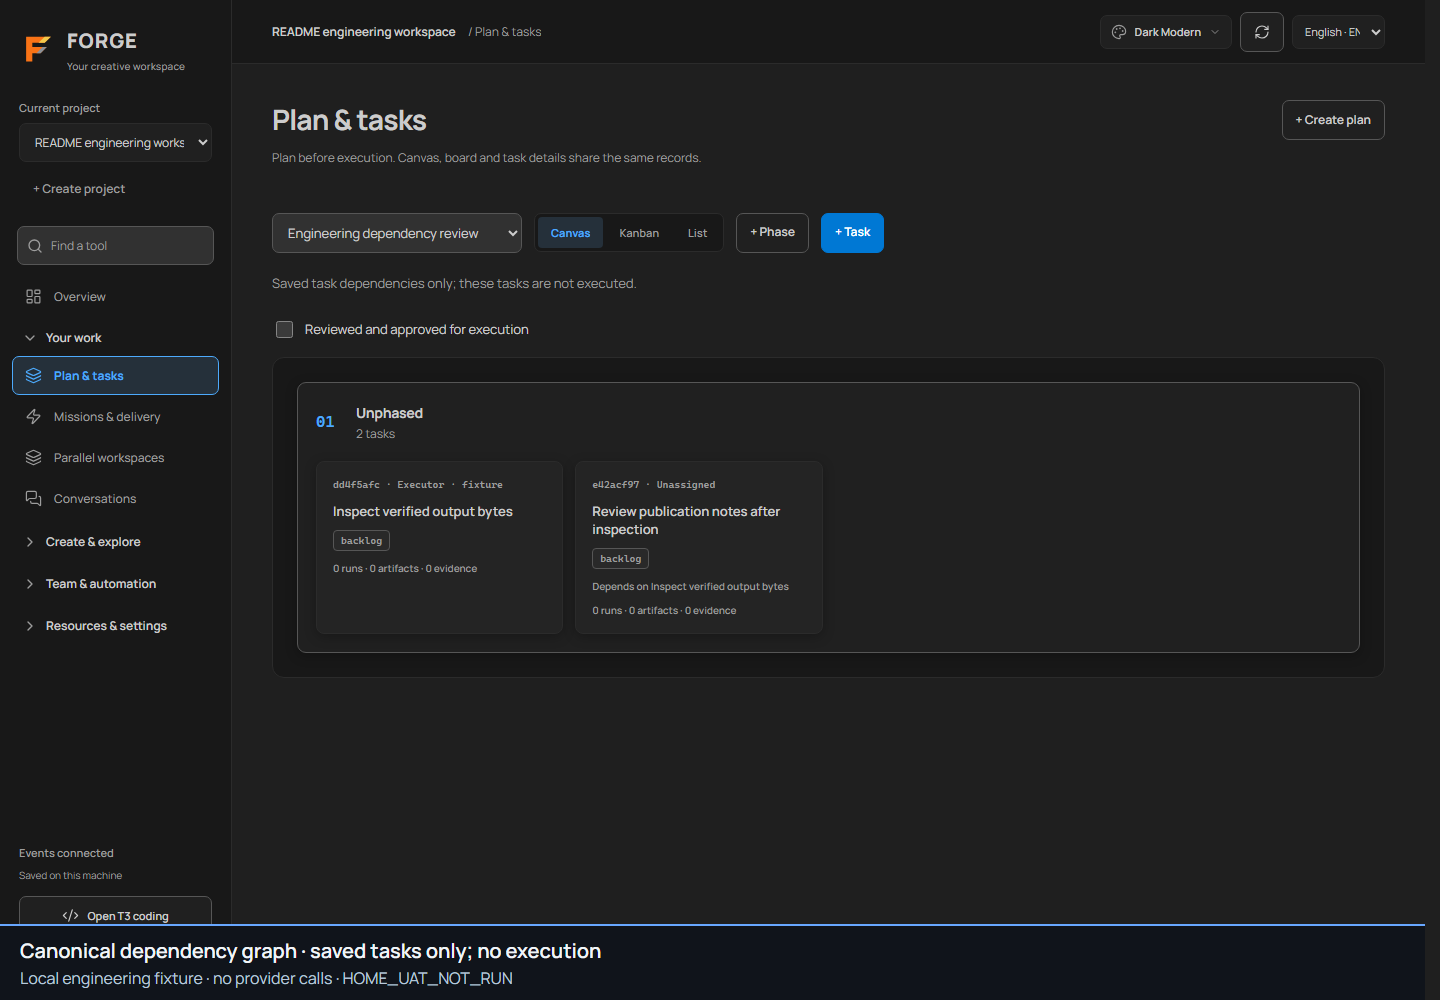 FORGE
Your creative workspace
Current project
README engineering works
+ Create project
Find a tool
Overview
Your work
Plan & tasks
Missions & delivery
Parallel workspaces
Conversations
Create & explore
Team & automation
Resources & settings
Events connected
Saved on this machine
</> Open T3 coding
README engineering workspace / Plan & tasks
Dark Modern
English · EN
Plan & tasks
+ Create plan
Plan before execution. Canvas, board and task details share the same records.
Engineering dependency review
Canvas
Kanban
List
+ Phase
+ Task
Saved task dependencies only; these tasks are not executed.
Reviewed and approved for execution
01
Unphased
2 tasks
dd4f5afc · Executor · fixture
Inspect verified output bytes
backlog
0 runs · 0 artifacts · 0 evidence
e42acf97 · Unassigned
Review publication notes after
inspection
backlog
Depends on Inspect verified output bytes
0 runs · 0 artifacts · 0 evidence
Canonical dependency graph · saved tasks only; no execution
Local engineering fixture · no provider calls · HOME_UAT_NOT_RUN